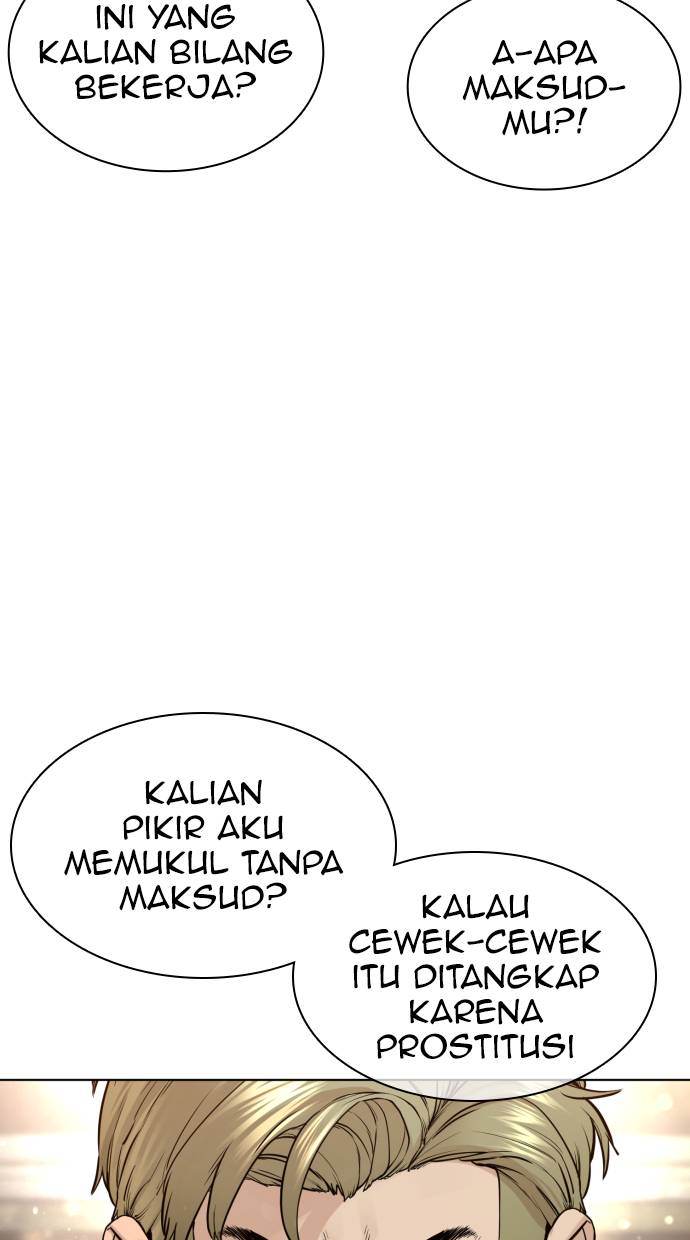 INI YANG
KALIAN BILANG
BEKERJA?
A-APA
MAKSUD-
MU?!
KALIAN
PIKIR AKU
MEMUKUL TANPA
MAKSUD?
KALAU
CEWEK-CEWEK
ITU DITANGKAP
KARENA
PROSTITUSI